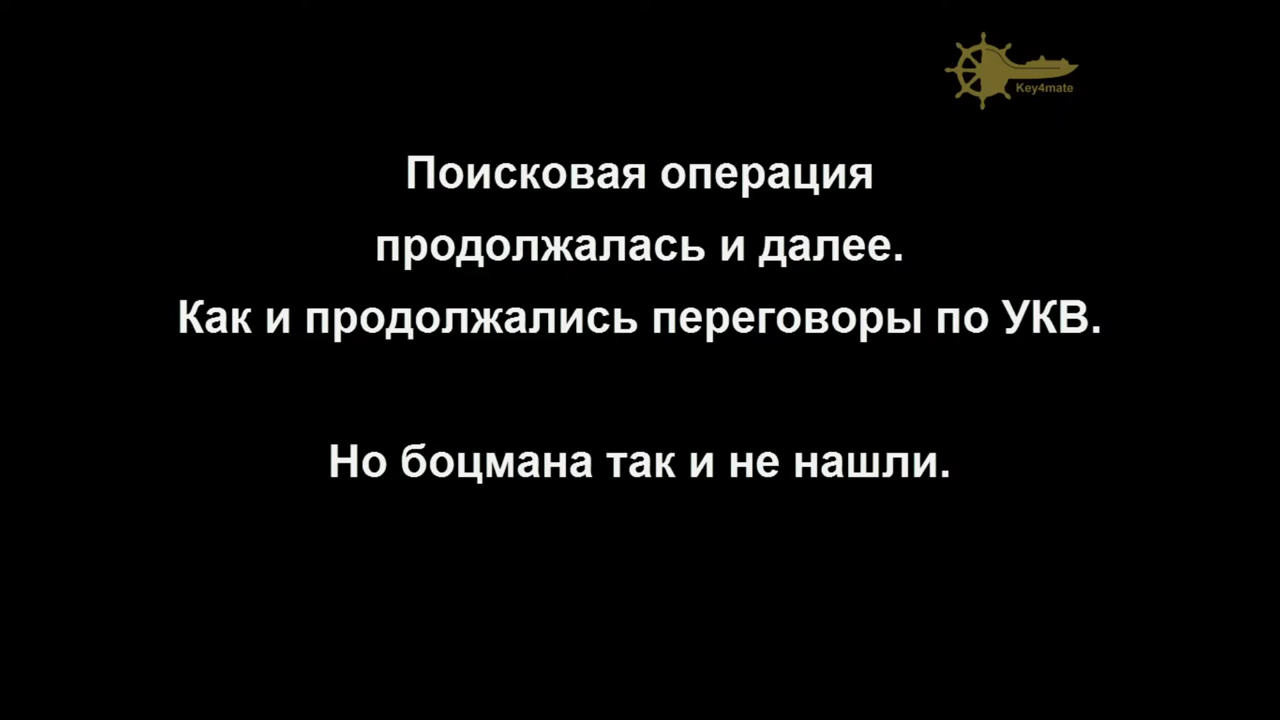 Key4mate
Поисковая операция
продолжалась и далее.
Как и продолжались переговоры по УКВ.
Но боцмана так и не нашли.